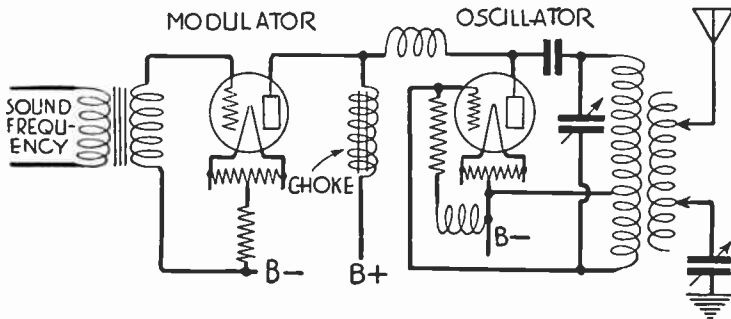 MODULATOR
OSCILLATOR
SOUND
FREQU-
ENCY
CHOKE
B-
B+
B-